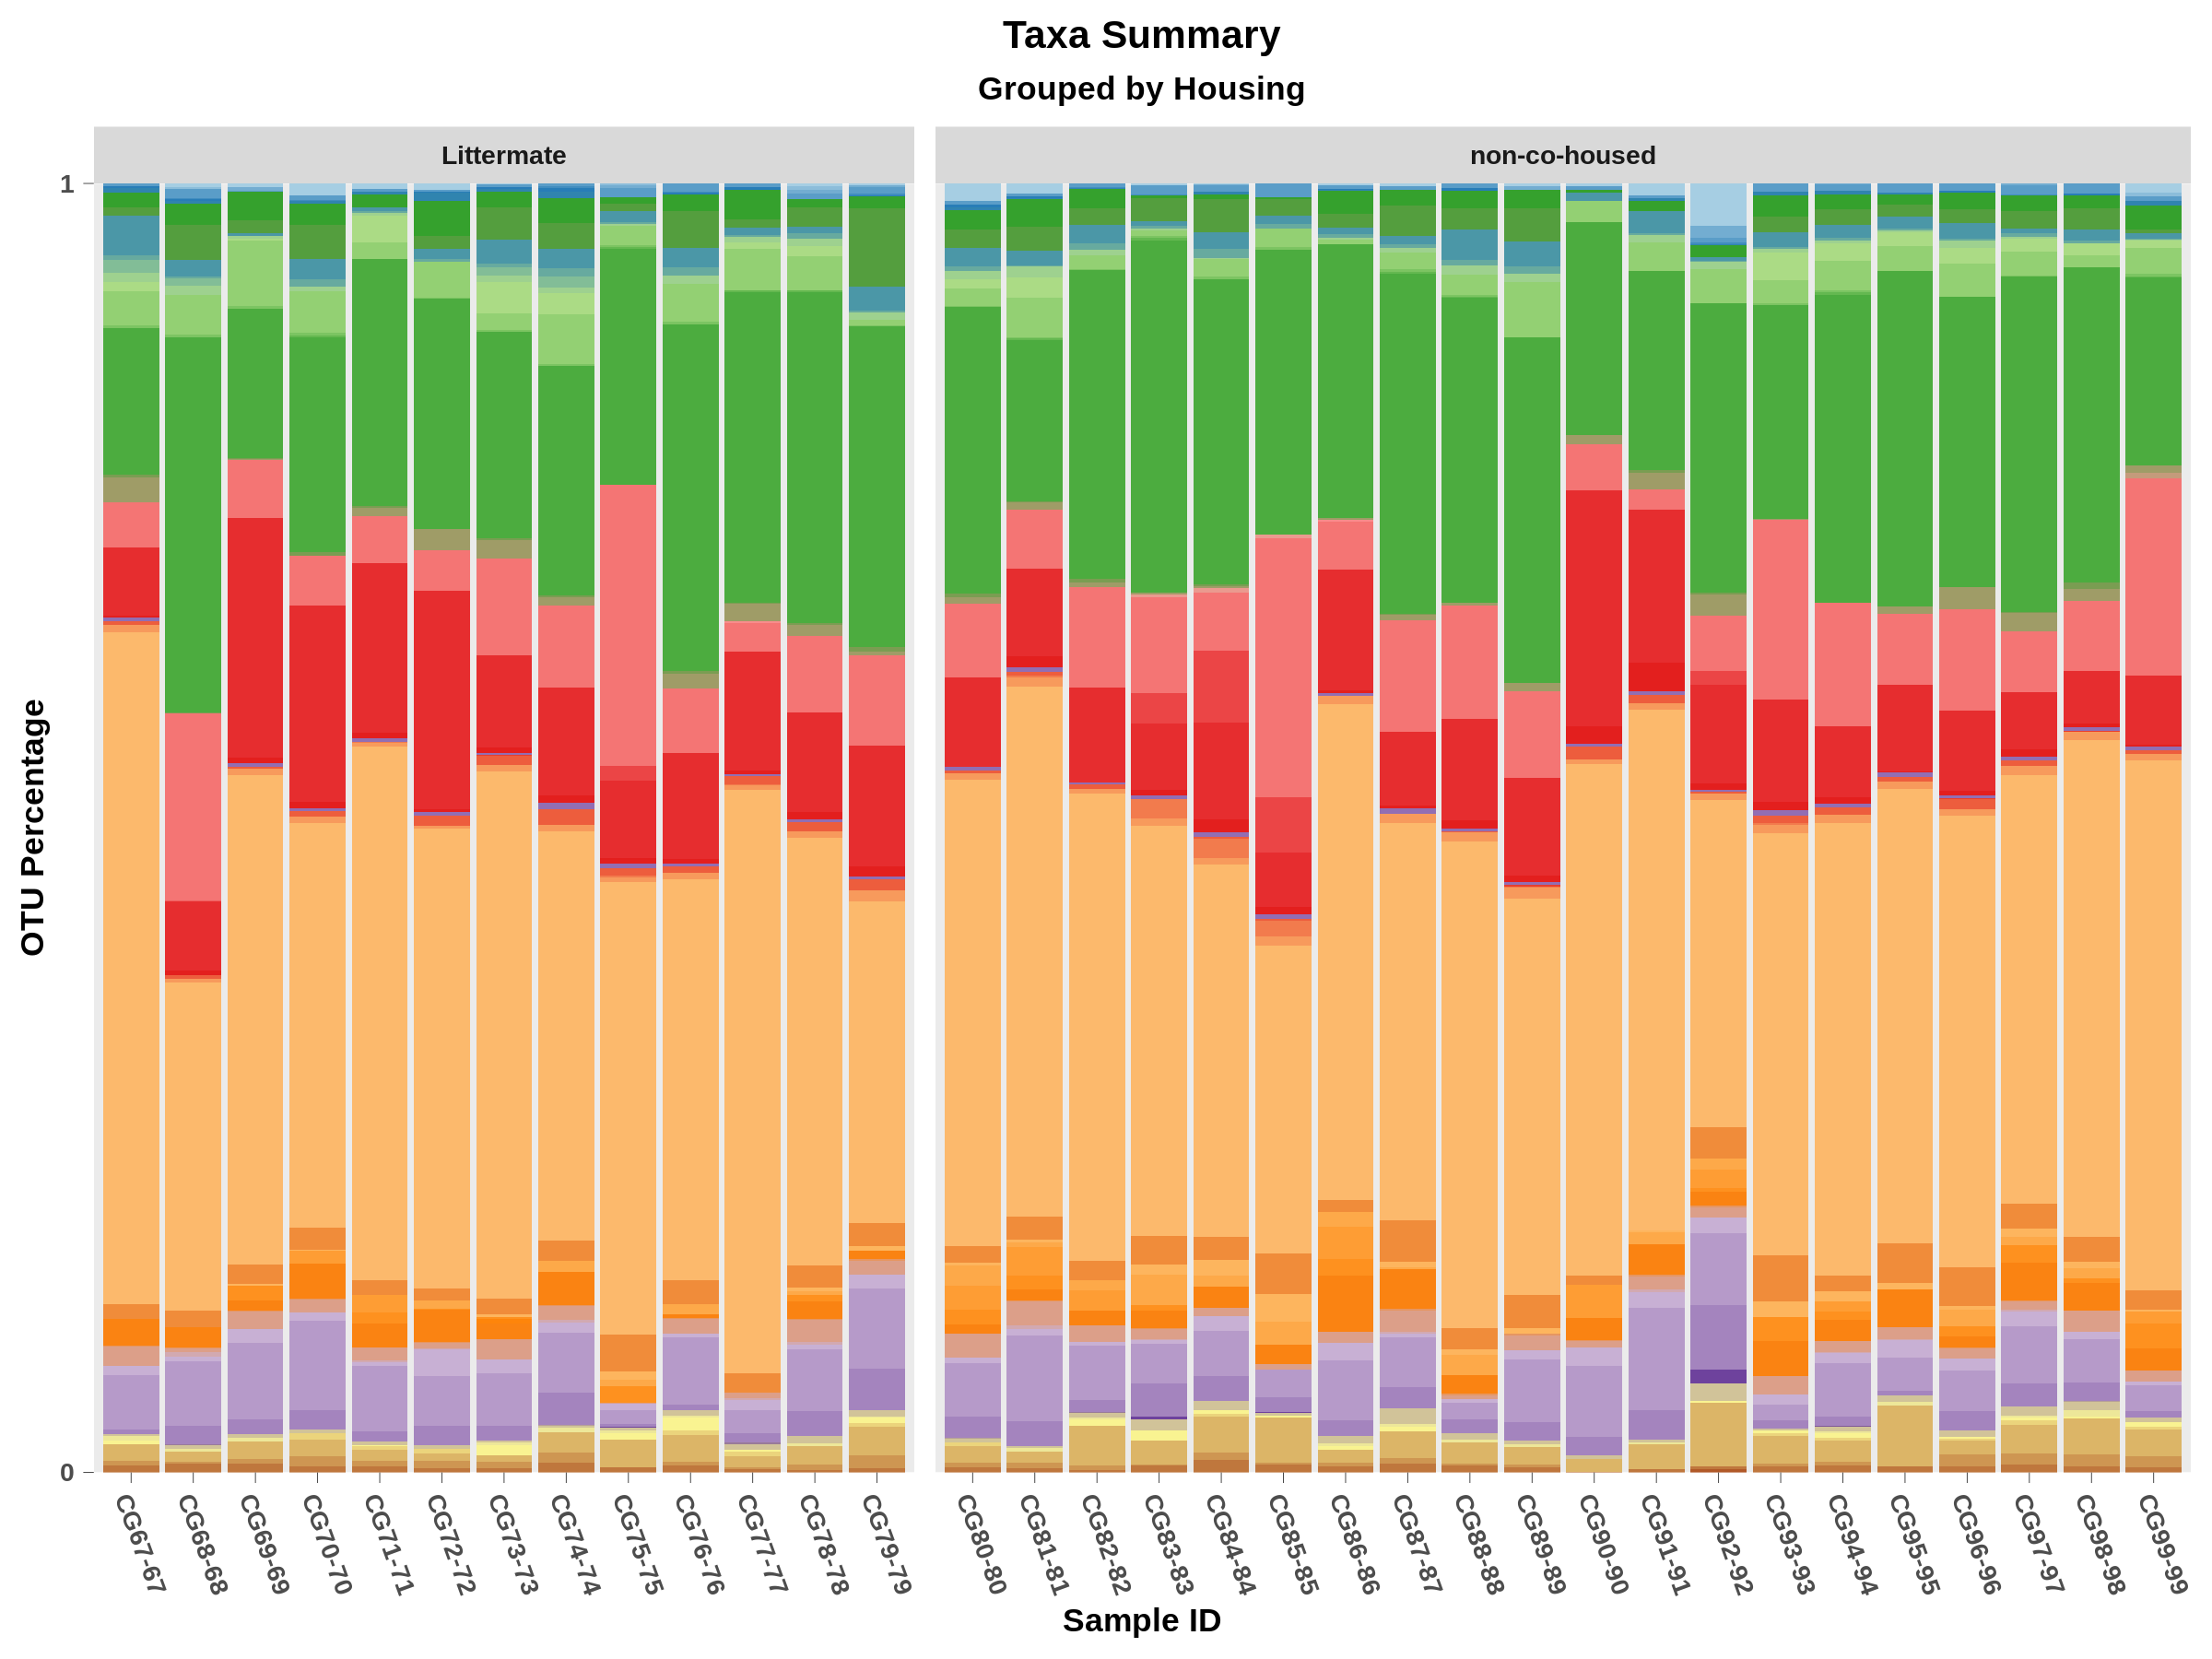 Taxa Summary
Grouped by Housing
Littermate
non-co-housed
1
OTU Percentage
0
CG67-67
CG68-68
CG69-69
CG70-70
CG71-71
CG72-72
CG73-73
CG74-74
CG75-75
CG76-76
CG77-77
CG78-78
CG79-79
CG80-80
CG81-81
CG82-82
CG83-83
CG84-84
CG85-85
CG86-86
CG87-87
CG88-88
CG89-89
CG90-90
CG91-91
CG92-92
CG93-93
CG94-94
CG95-95
CG96-96
CG97-97
CG98-98
CG99-99
Sample ID